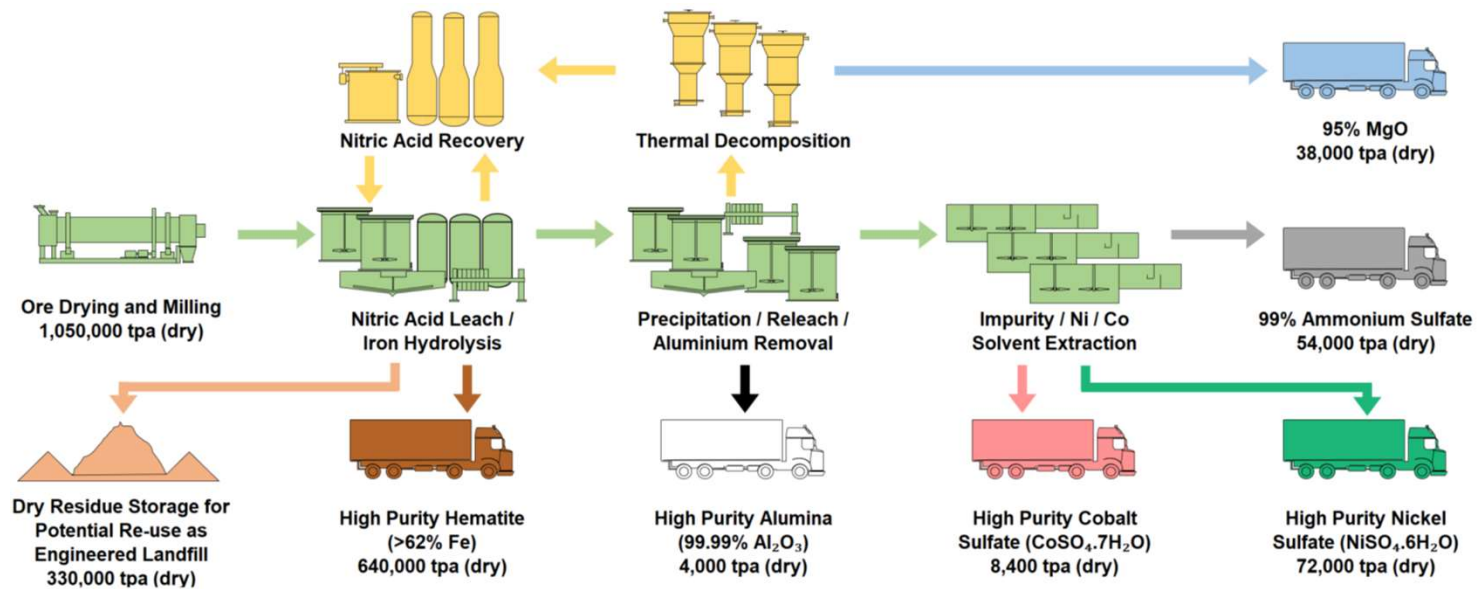 Nitric Acid Recovery
Thermal Decomposition
95% MgO
38,000 tpa (dry)
Ore Drying and Milling
1,050,000 tpa (dry)
Nitric Acid Leach /
Iron Hydrolysis
Precipitation / Releach /
Aluminium Removal
Impurity / Ni / Co
Solvent Extraction
99% Ammonium Sulfate
54,000 tpa (dry)
Dry Residue Storage for
Potential Re-use as
Engineered Landfill
330,000 tpa (dry)
High Purity Hematite
(>62% Fe)
640,000 tpa (dry)
High Purity Alumina
(99.99% Al₂O₃)
4,000 tpa (dry)
High Purity Cobalt
Sulfate (CoSO₄.7H₂O)
8,400 tpa (dry)
High Purity Nickel
Sulfate (NiSO₄.6H₂O)
72,000 tpa (dry)